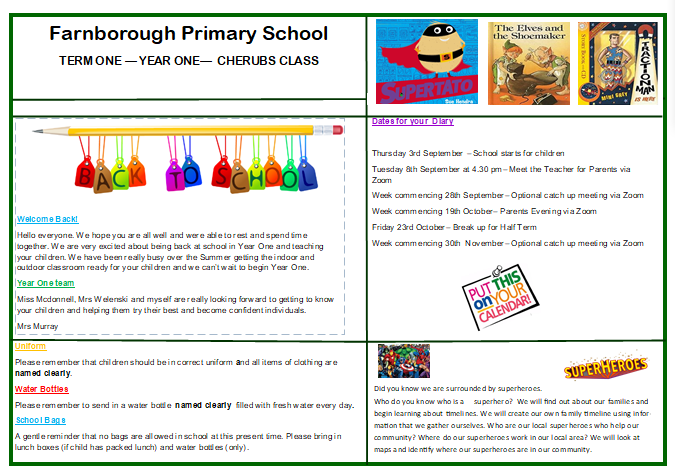 Farnborough Primary School
TERM ONE — YEAR ONE— CHERUBS CLASS
SUPERTATO
Sue Hendra
The Elves and
the Shoemaker
TRACTION
MAN
IS HERE
MINI GREY
BACK TO SCHOOL
Welcome Back!
Hello everyone. We hope you are all well and were able to rest and spend time
together. We are very excited about being back at school in Year One and teaching
your children. We have been really busy over the Summer getting the indoor and
outdoor classroom ready for your children and we can't wait to begin Year One.
Year One team
Miss Mcdonnell, Mrs Welenski and myself are really looking forward to getting to know
your children and helping them try their best and become confident individuals.
Mrs Murray
Dates for your Diary
Thursday 3rd September – School starts for children
Tuesday 8th September at 4.30 pm – Meet the Teacher for Parents via
Zoom
Week commencing 28th September– Optional catch up meeting via Zoom
Week commencing 19th October– Parents Evening via Zoom
Friday 23rd October – Break up for Half Term
Week commencing 30th November– Optional catch up meeting via Zoom
PUT THIS
on YOUR
CALENDAR!
Uniform
Please remember that children should be in correct uniform and all items of clothing are
named clearly.
Water Bottles
Please remember to send in a water bottle named clearly filled with fresh water every day.
School Bags
A gentle reminder that no bags are allowed in school at this present time. Please bring in
lunch boxes (if child has packed lunch) and water bottles (only).
SUPERHEROES
Did you know we are surrounded by superheroes.
Who do you know who is a superhero? We will find out about our families and
begin learning about timelines. We will create our own family timeline using infor-
mation that we gather ourselves. Who are our local superheroes who help our
community? Where do our superheroes work in our local area? We will look at
maps and identify where our superheroes are in our community.